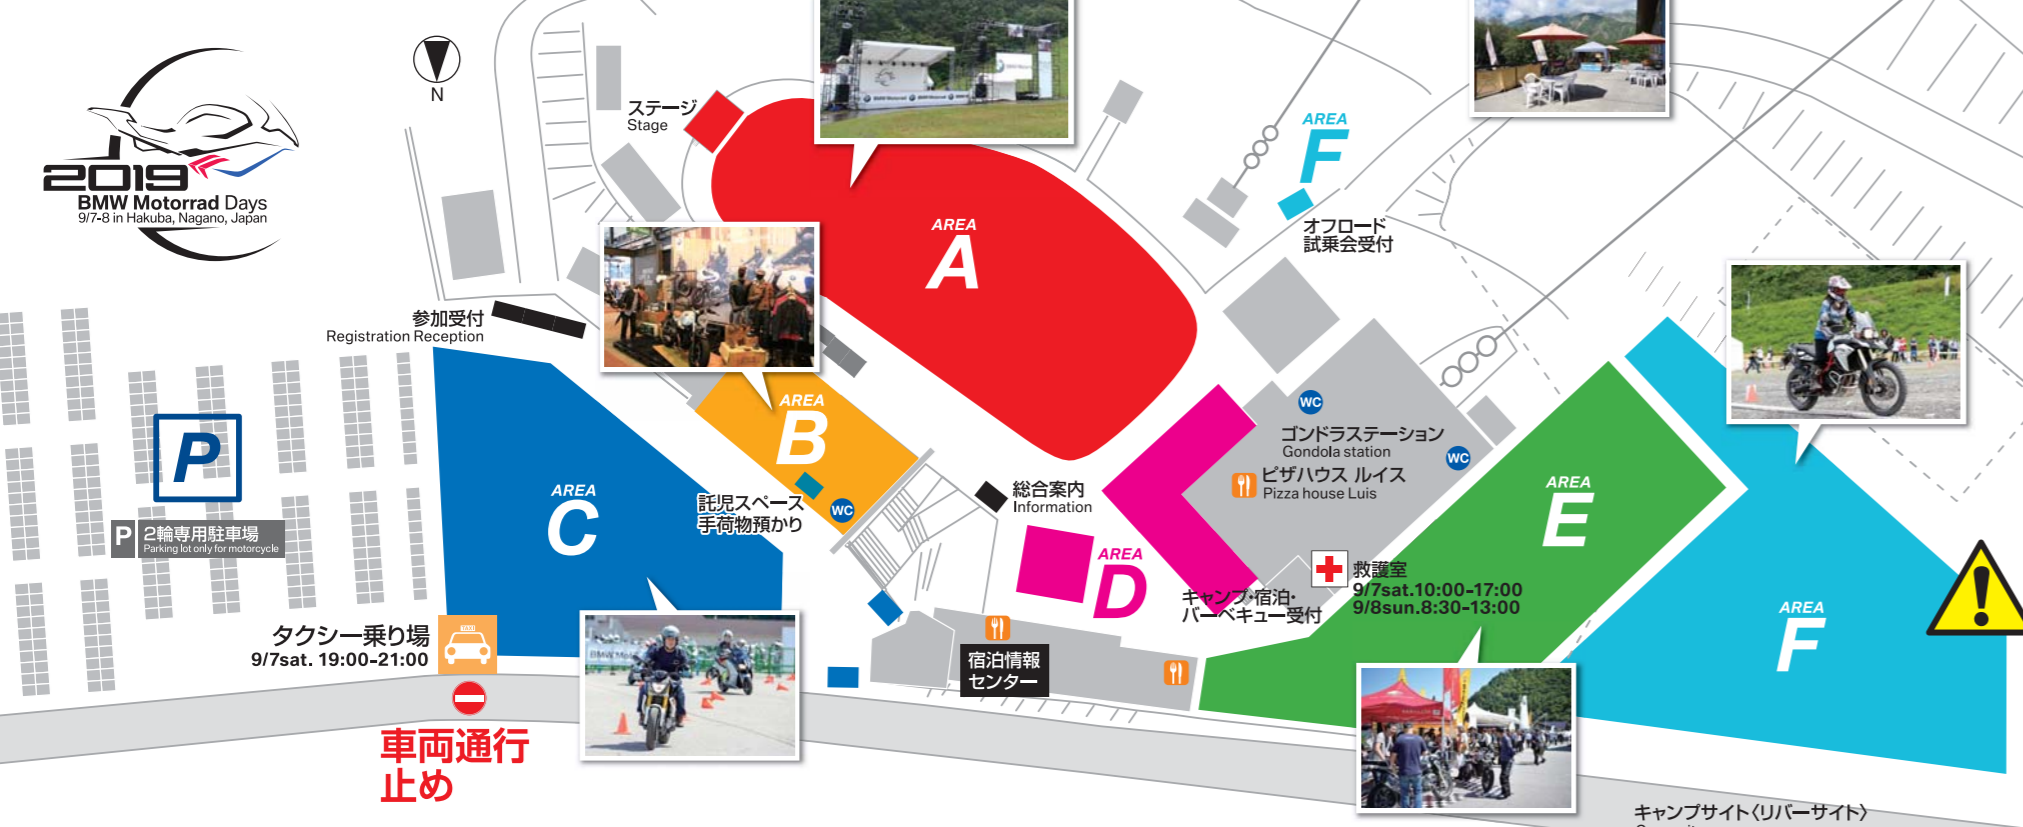 2019
BMW Motorrad Days
9/7-8 in Hakuba, Nagano, Japan
N
ステージ
Stage
AREA
A
AREA
F
オフロード
試乗会受付
参加受付
Registration Reception
AREA
B
託児スペース
手荷物預かり
WC
AREA
C
P
P 2輪専用駐車場
Parking lot only for motorcycle
TAXI
タクシー乗り場
9/7sat. 19:00-21:00
車両通行
止め
総合案内
Information
AREA
D
WC
ゴンドラステーション
Gondola station
WC
ピザハウス ルイス
Pizza house Luis
キャンプ・宿泊・
バーベキュー受付
救護室
9/7sat.10:00-17:00
9/8sun.8:30-13:00
宿泊情報
センター
AREA
E
AREA
F
キャンプサイト〈リバーサイト〉